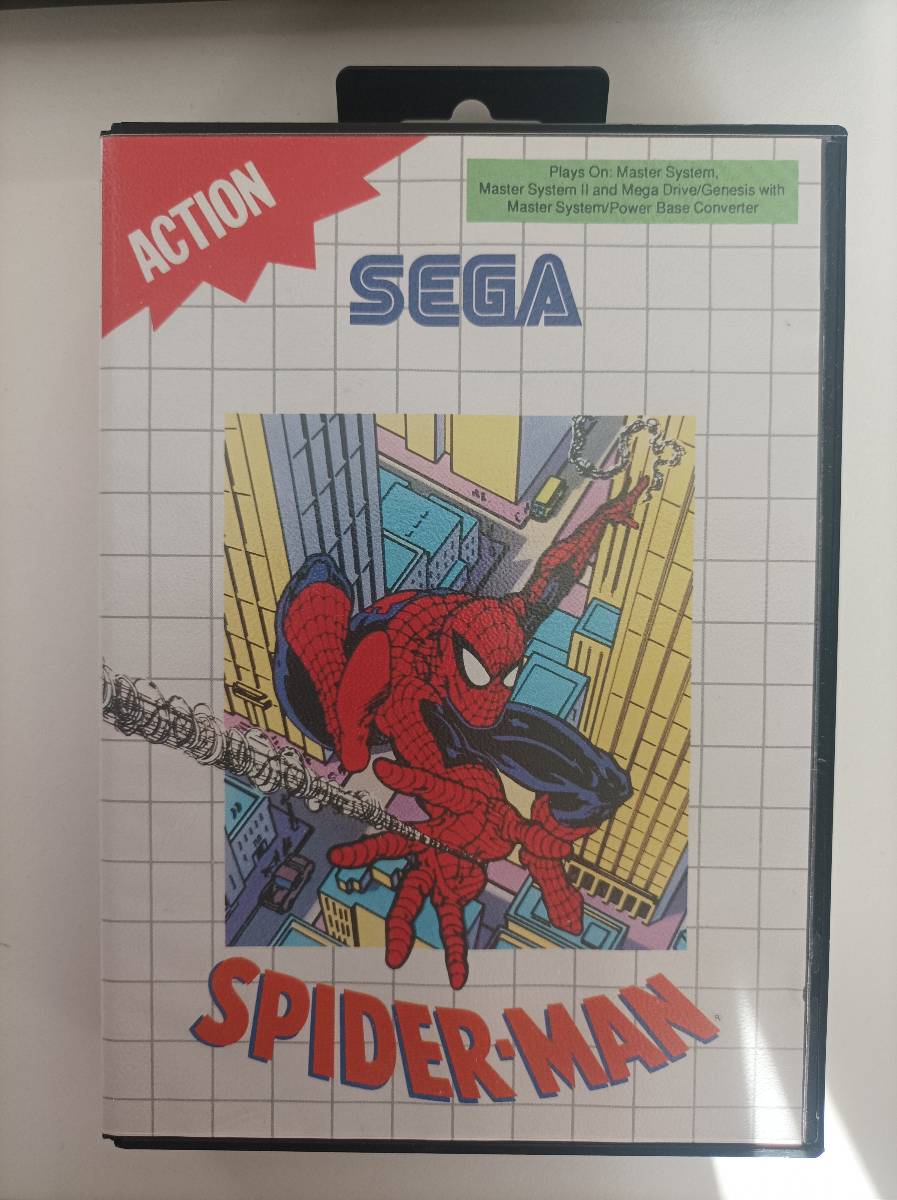 ACTION
Plays On: Master System,
Master System II and Mega Drive/Genesis with
Master System/Power Base Converter
SEGA
SPIDER-MAN®